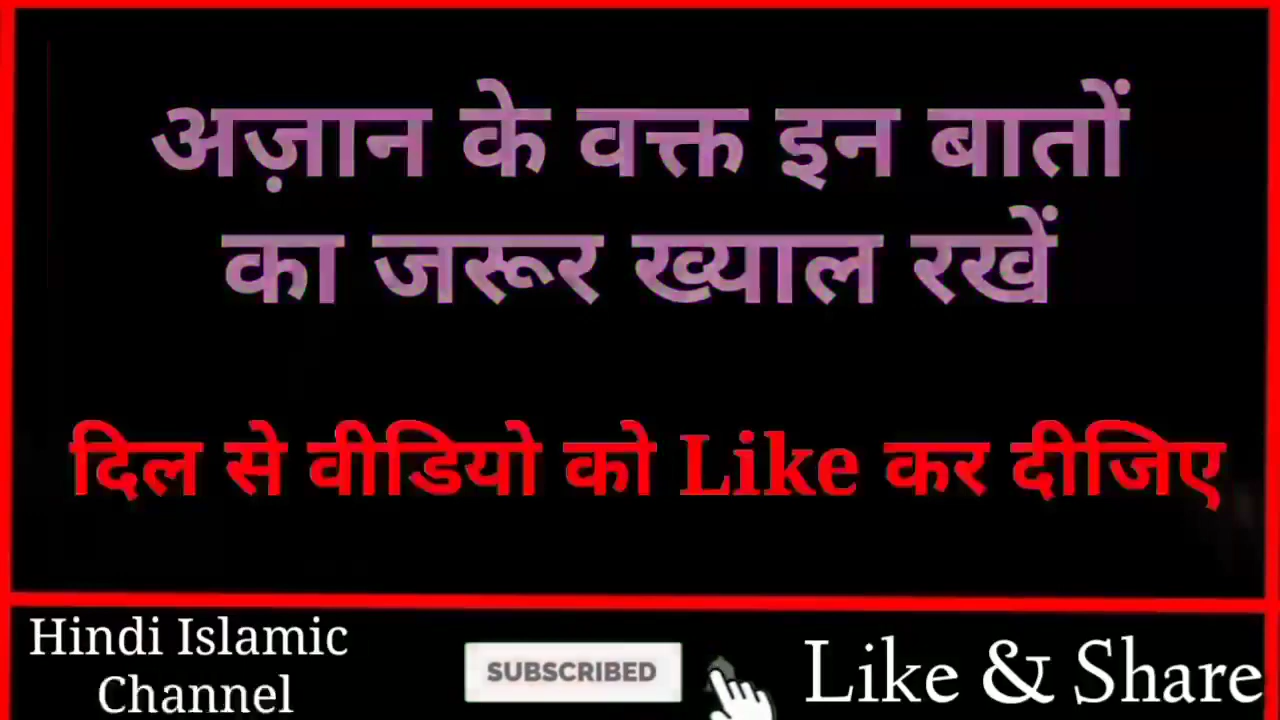 अज़ान के वक्त इन बातों
का जरूर ख्याल रखें
दिल से वीडियो को Like कर दीजिए
Hindi Islamic
Channel
SUBSCRIBED
Like & Share